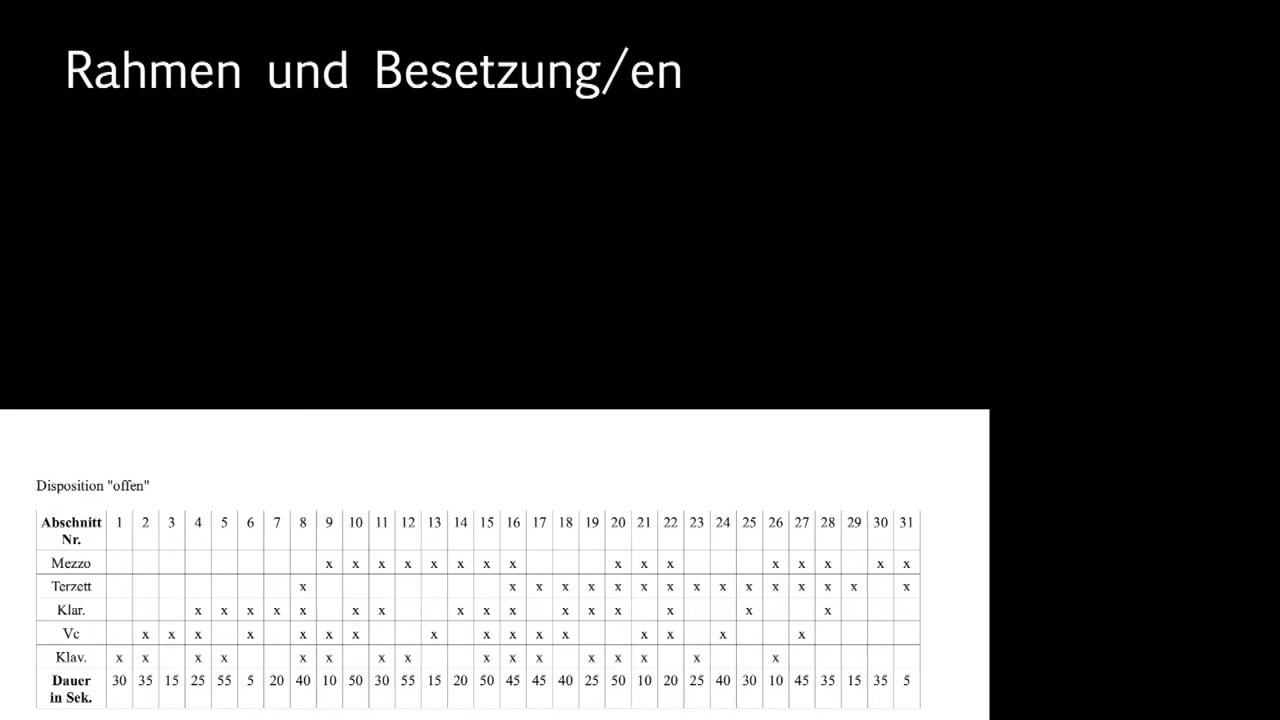 Rahmen und Besetzung/en
Disposition "offen"
Abschnitt Nr. 1 2 3 4 5 6 7 8 9 10 11 12 13 14 15 16 17 18 19 20 21 22 23 24 25 26 27 28 29 30 31
Mezzo x x x x x x x x x x x x x x x x
Terzett x x x x x x x x x x x x x x x x
Klar. x x x x x x x x x x x x x x x x
Vc x x x x x x x x x x x x x x x x
Klav. x x x x x x x x x x x x x x x x
Dauer in Sek. 30 35 15 25 55 5 20 40 10 50 30 55 15 20 50 45 45 40 25 50 10 20 25 40 30 10 45 35 15 35 5